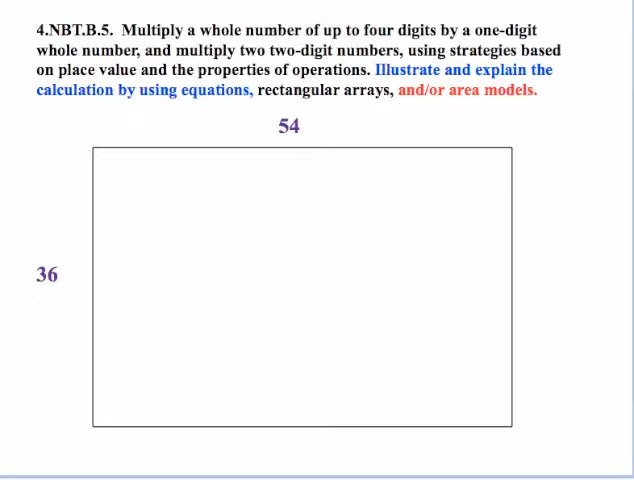 4.NBT.B.5.  Multiply a whole number of up to four digits by a one-digit
whole number, and multiply two two-digit numbers, using strategies based
on place value and the properties of operations. Illustrate and explain the
calculation by using equations, rectangular arrays, and/or area models.
54
36